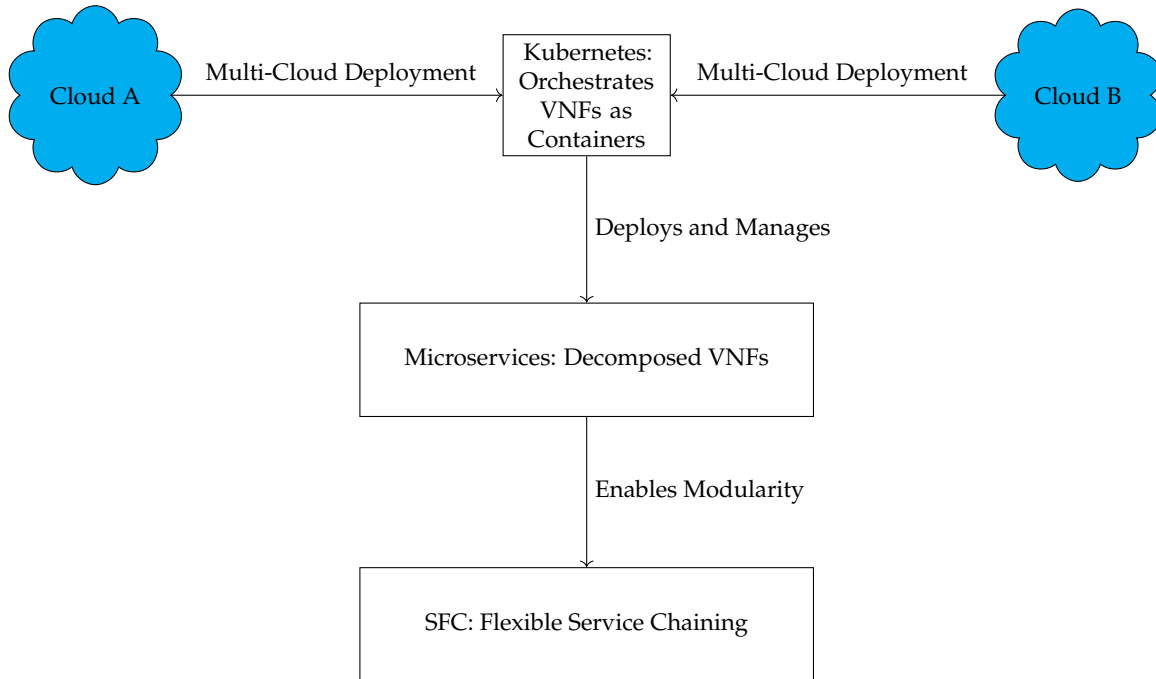 Cloud A
Multi-Cloud Deployment
Kubernetes:
Orchestrates
VNFs as
Containers
Multi-Cloud Deployment
Cloud B
Deploys and Manages
Microservices: Decomposed VNFs
Enables Modularity
SFC: Flexible Service Chaining